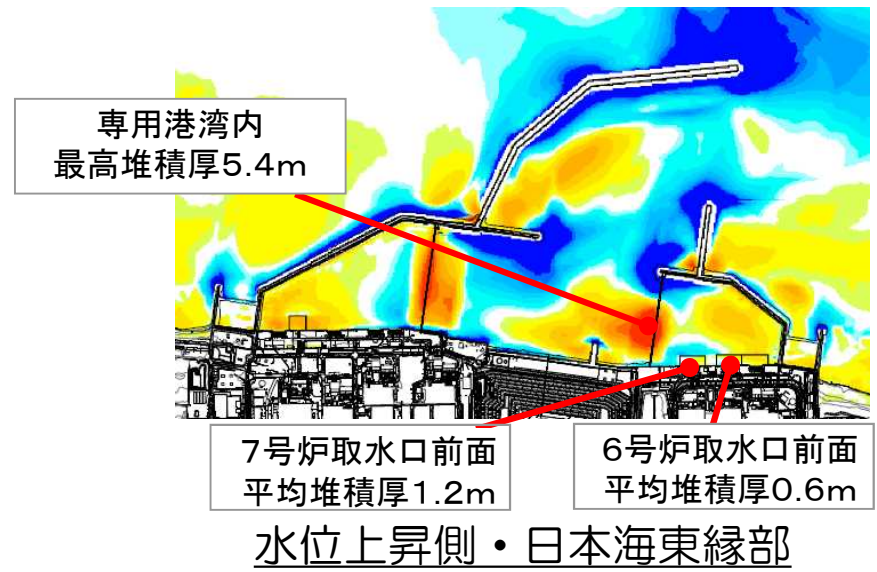 専用港湾内
最高堆積厚5.4m
7号炉取水口前面
平均堆積厚1.2m
6号炉取水口前面
平均堆積厚0.6m
水位上昇側・日本海東縁部